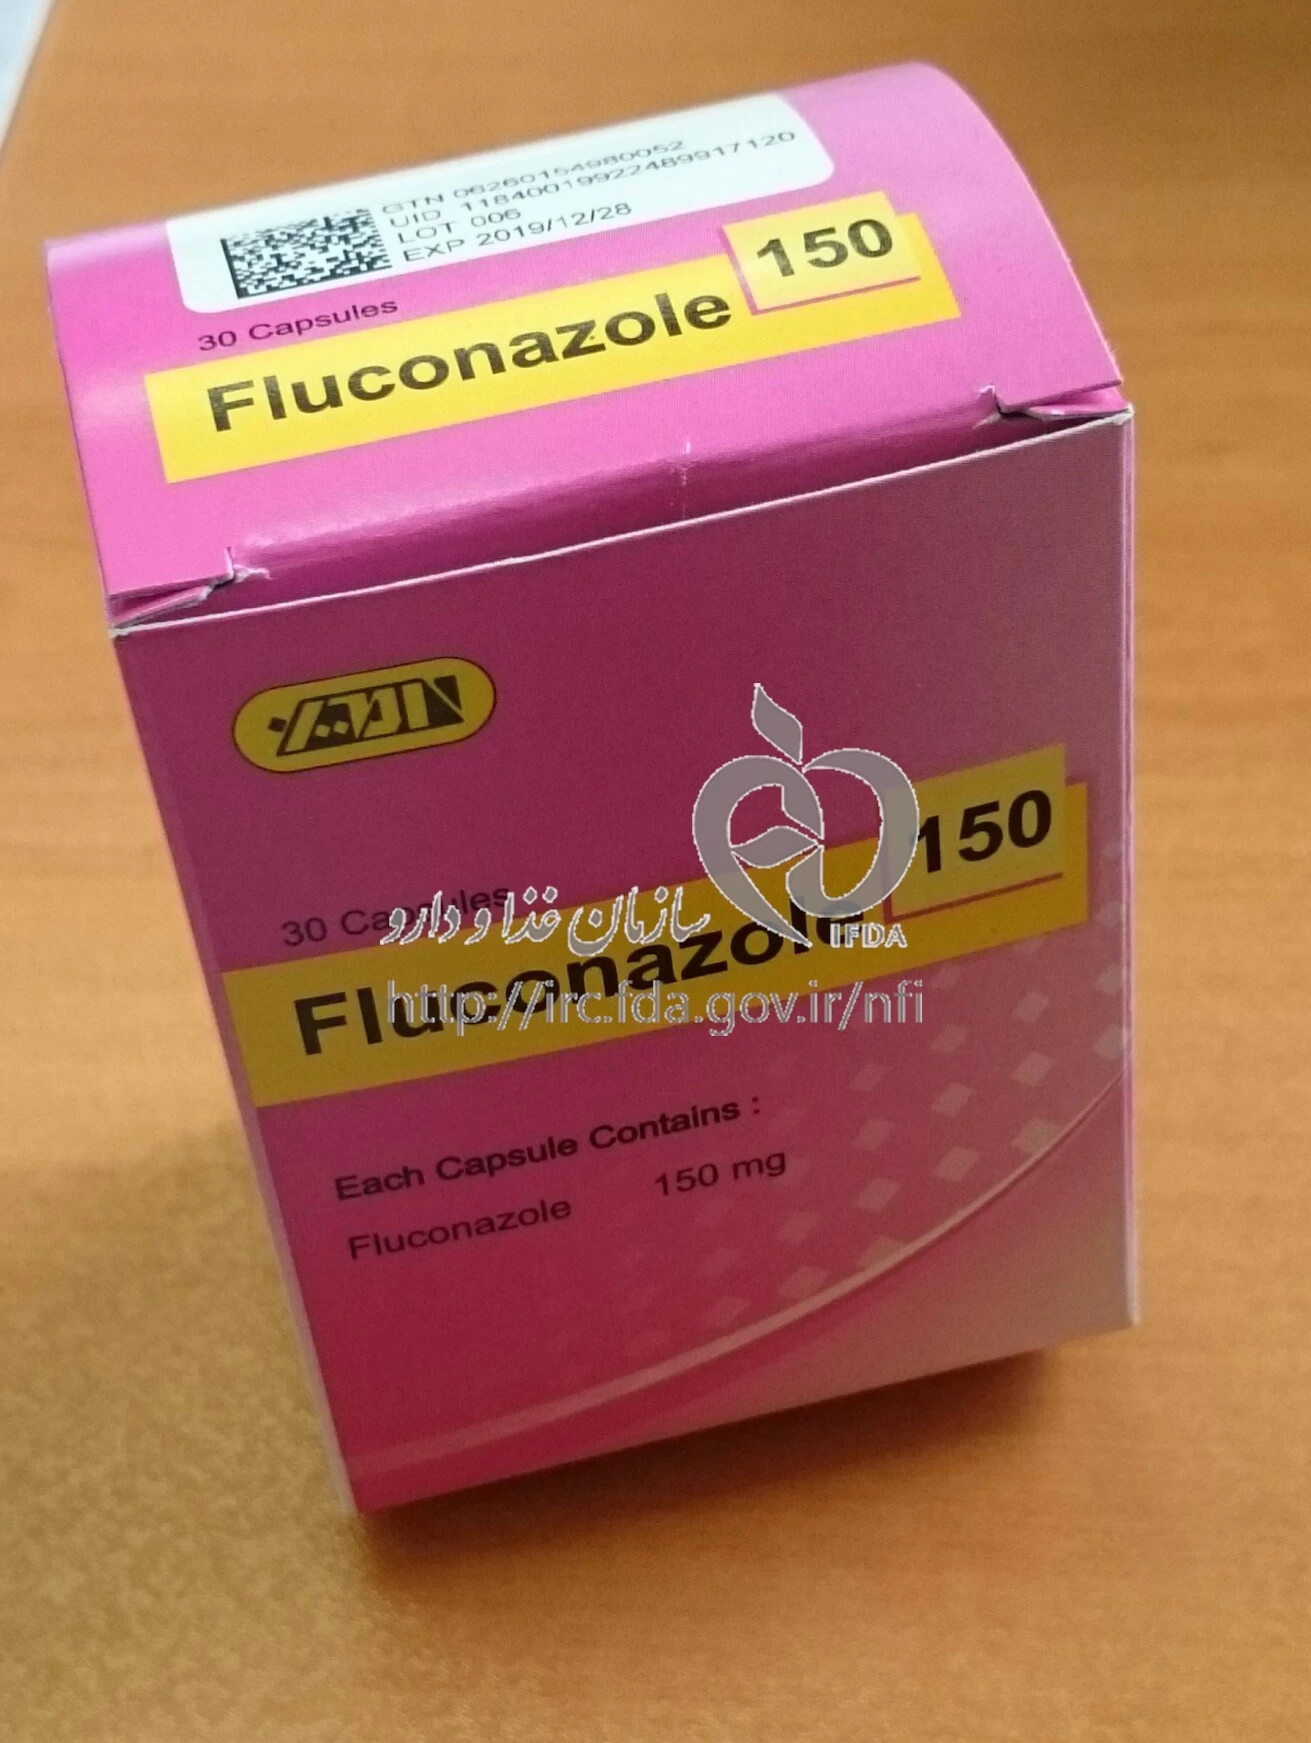 GTN 06260154980052
UID 11840019922489917120
LOT 006
EXP 2019/12/28
30 Capsules
Fluconazole 150
30 Capsules
Fluconazole 150
سازمان غذا و دارو
IFDA
http://irc.fda.gov.ir/nfi
Each Capsule Contains :
Fluconazole 150 mg